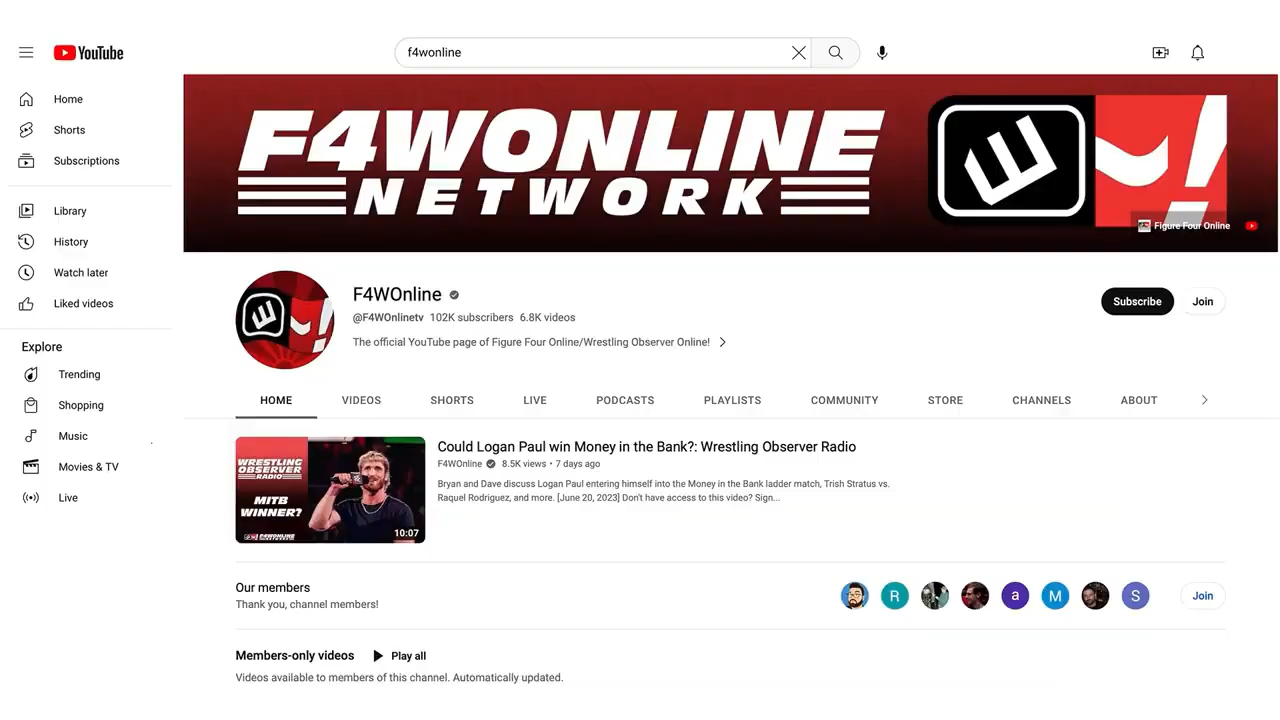 YouTube
f4wonline
Home
Shorts
Subscriptions
Library
History
Watch later
Liked videos
Explore
Trending
Shopping
Music
Movies & TV
Live
F4WONLINE
NETWORK
Figure Four Online
F4WOnline
@F4WOnlinetv 102K subscribers 6.8K videos
The official YouTube page of Figure Four Online/Wrestling Observer Online!
Subscribe
Join
HOME VIDEOS SHORTS LIVE PODCASTS PLAYLISTS COMMUNITY STORE CHANNELS ABOUT
WRESTLING
OBSERVER
RADIO
MITB
WINNER?
F4WONLINE
NETWORK
10:07
Could Logan Paul win Money in the Bank?: Wrestling Observer Radio
F4WOnline 8.5K views • 7 days ago
Bryan and Dave discuss Logan Paul entering himself into the Money in the Bank ladder match, Trish Stratus vs.
Raquel Rodriguez, and more. [June 20, 2023] Don't have access to this video? Sign...
Our members
Thank you, channel members!
R a M S
Join
Members-only videos Play all
Videos available to members of this channel. Automatically updated.